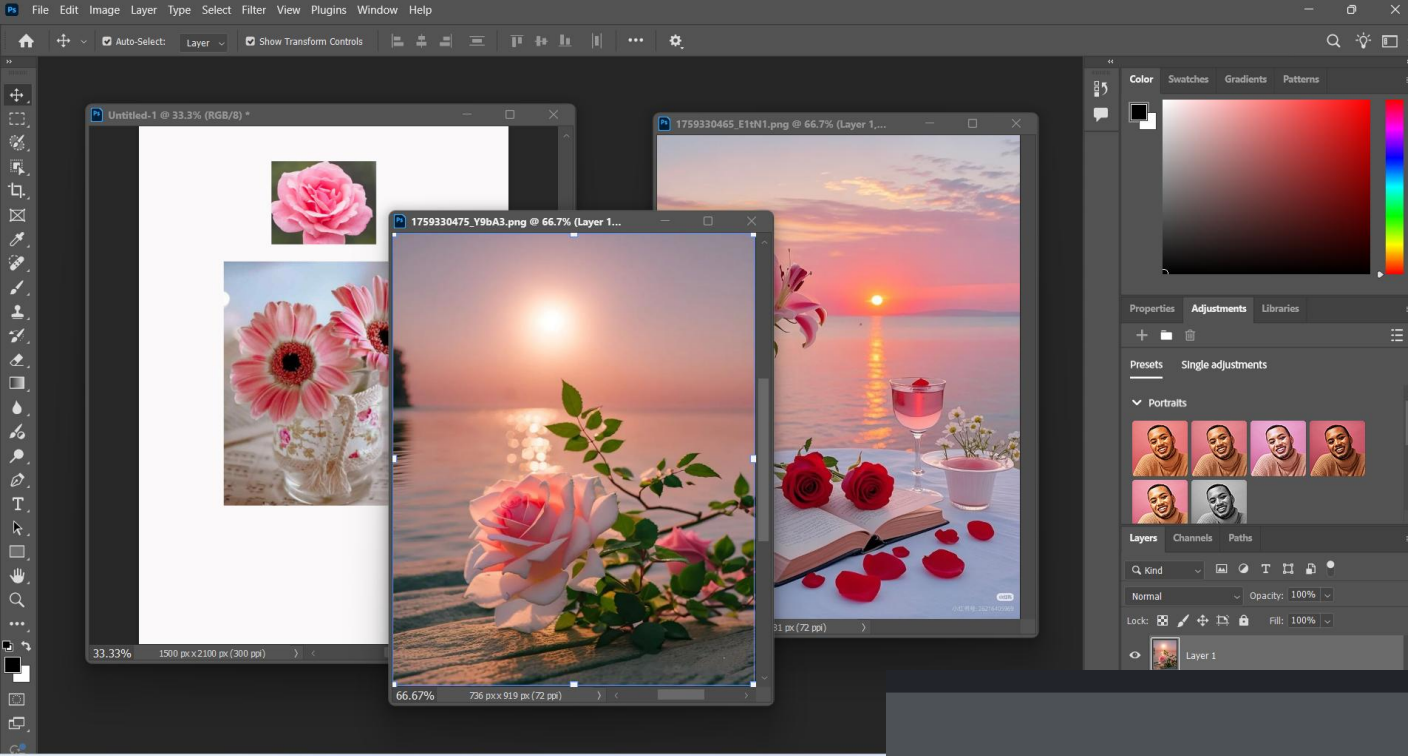 Ps File Edit Image Layer Type Select Filter View Plugins Window Help
Auto-Select: Layer Show Transform Controls
Untitled-1 @ 33.3% (RGB/8) *
1759330465_E1tN1.png @ 66.7% (Layer 1,...
1759330475_Y9bA3.png @ 66.7% (Layer 1...
33.33% 1500 px x 2100 px (300 ppi)
66.67% 736 px x 919 px (72 ppi)
31 px (72 ppi)
Color Swatches Gradients Patterns
Properties Adjustments Libraries
Presets Single adjustments
Portraits
Layers Channels Paths
Kind
Normal Opacity: 100%
Lock: Fill: 100%
Layer 1